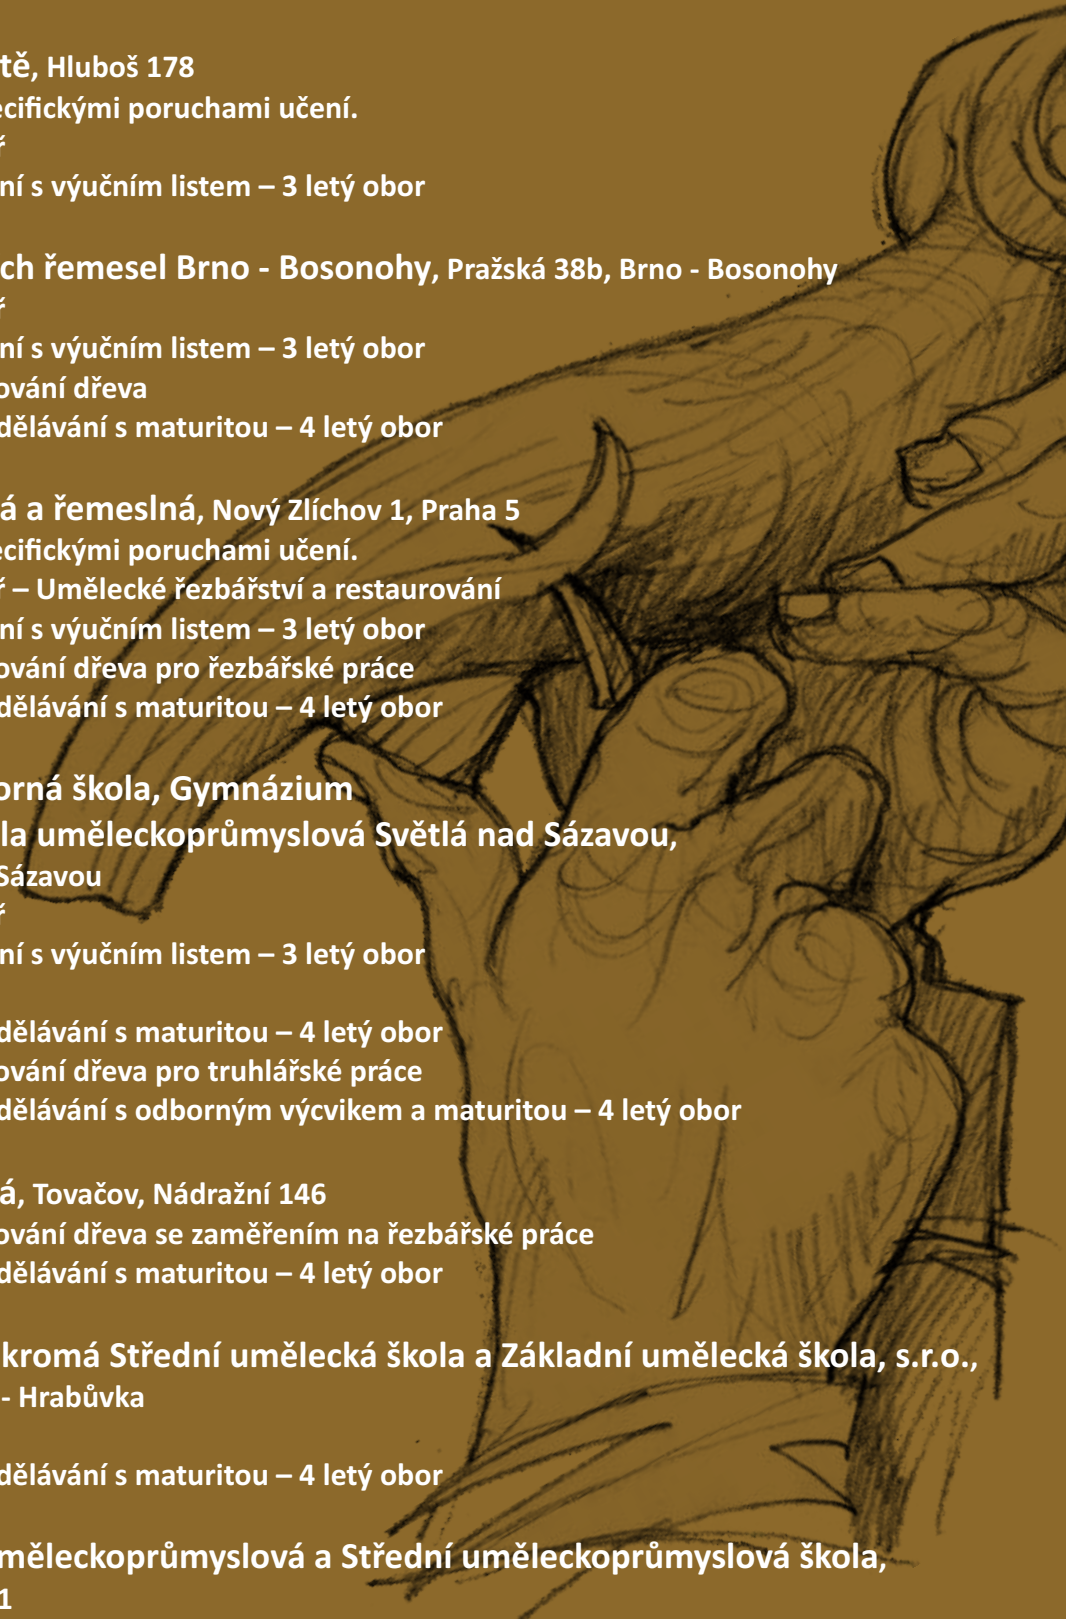 tě, Hluboš 178
ecifickými poruchami učení.
ř
ní s výučním listem – 3 letý obor
ch řemesel Brno - Bosonohy, Pražská 38b, Brno - Bosonohy
ř
ní s výučním listem – 3 letý obor
ování dřeva
dělávání s maturitou – 4 letý obor
á a řemeslná, Nový Zlíchov 1, Praha 5
ecifickými poruchami učení.
ř – Umělecké řezbářství a restaurování
ní s výučním listem – 3 letý obor
ování dřeva pro řezbářské práce
dělávání s maturitou – 4 letý obor
orná škola, Gymnázium
la uměleckoprůmyslová Světlá nad Sázavou,
Sázavou
ř
ní s výučním listem – 3 letý obor
dělávání s maturitou – 4 letý obor
ování dřeva pro truhlářské práce
dělávání s odborným výcvikem a maturitou – 4 letý obor
á, Tovačov, Nádražní 146
ování dřeva se zaměřením na řezbářské práce
dělávání s maturitou – 4 letý obor
kromá Střední umělecká škola a Základní umělecká škola, s.r.o.,
- Hrabůvka
dělávání s maturitou – 4 letý obor
měleckoprůmyslová a Střední uměleckoprůmyslová škola,
1